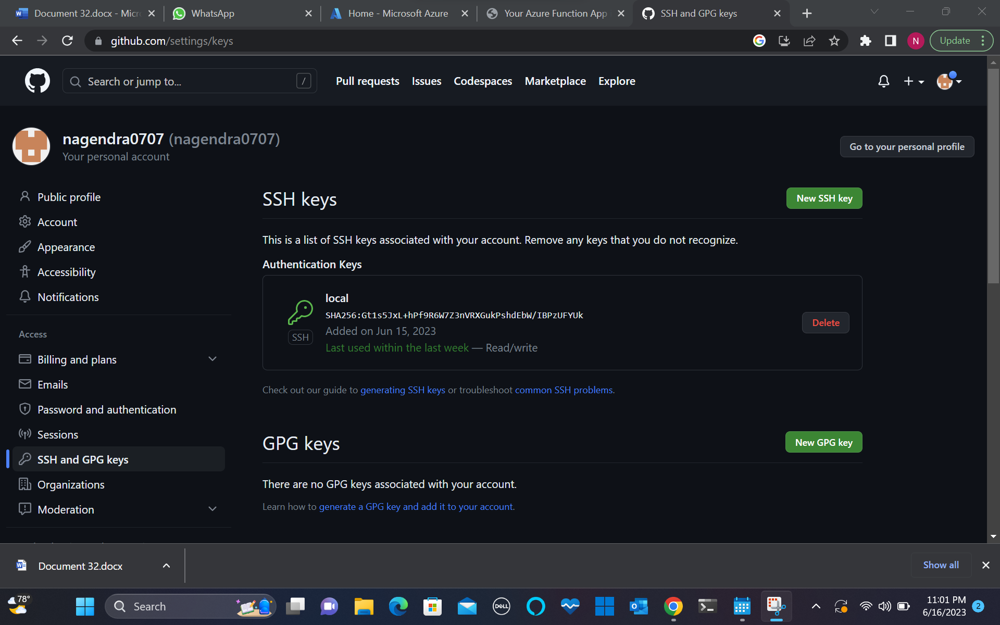 Document 32.docx - Micr
WhatsApp
Home - Microsoft Azure
Your Azure Function App
SSH and GPG keys
github.com/settings/keys
N
Update
Search or jump to...
/
Pull requests
Issues
Codespaces
Marketplace
Explore
nagendra0707 (nagendra0707)
Your personal account
Go to your personal profile
Public profile
Account
Appearance
Accessibility
Notifications
Access
Billing and plans
Emails
Password and authentication
Sessions
SSH and GPG keys
Organizations
Moderation
SSH keys
New SSH key
This is a list of SSH keys associated with your account. Remove any keys that you do not recognize.
Authentication Keys
local
SHA256:Gt1s5JxL+hPf9R6W7Z3nVRXGukPshdEbW/IBPzUFYUk
Added on Jun 15, 2023
Last used within the last week — Read/write
SSH
Delete
Check out our guide to generating SSH keys or troubleshoot common SSH problems.
GPG keys
New GPG key
There are no GPG keys associated with your account.
Learn how to generate a GPG key and add it to your account.
Document 32.docx
Show all
78°
Search
DELL
11:01 PM
6/16/2023
2